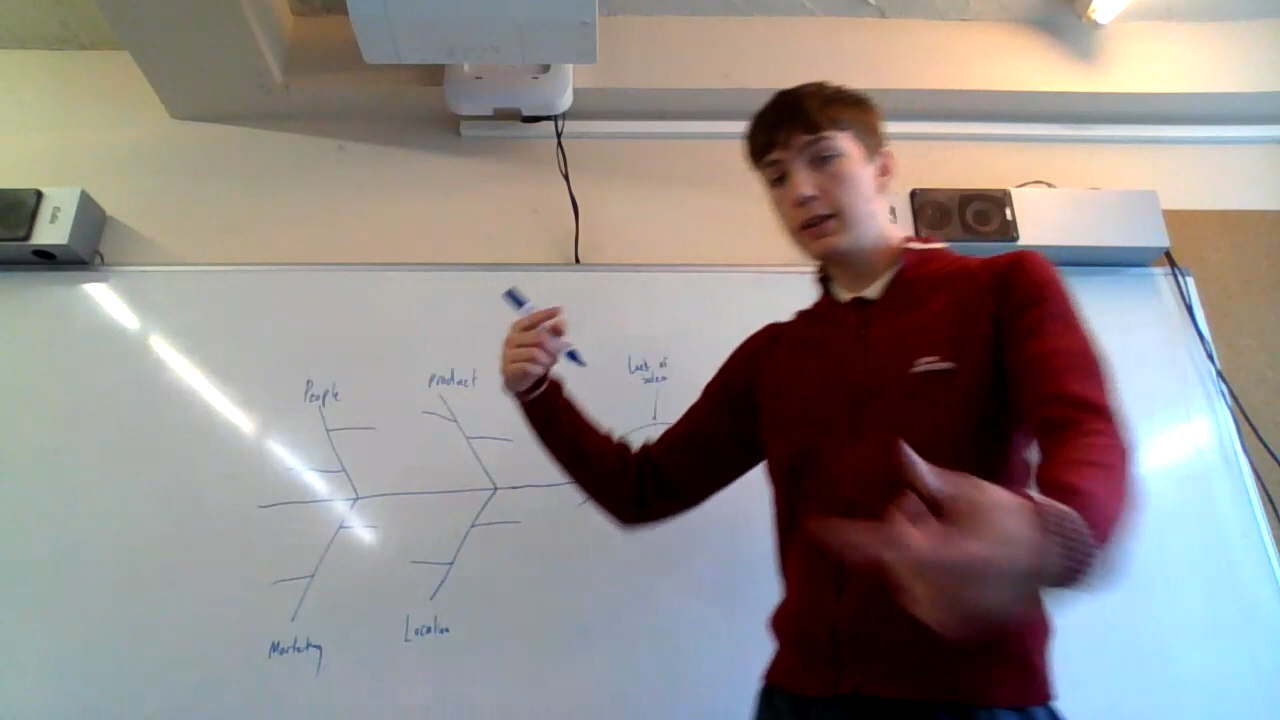 People
product
Lack of
sales
Marketing
Location